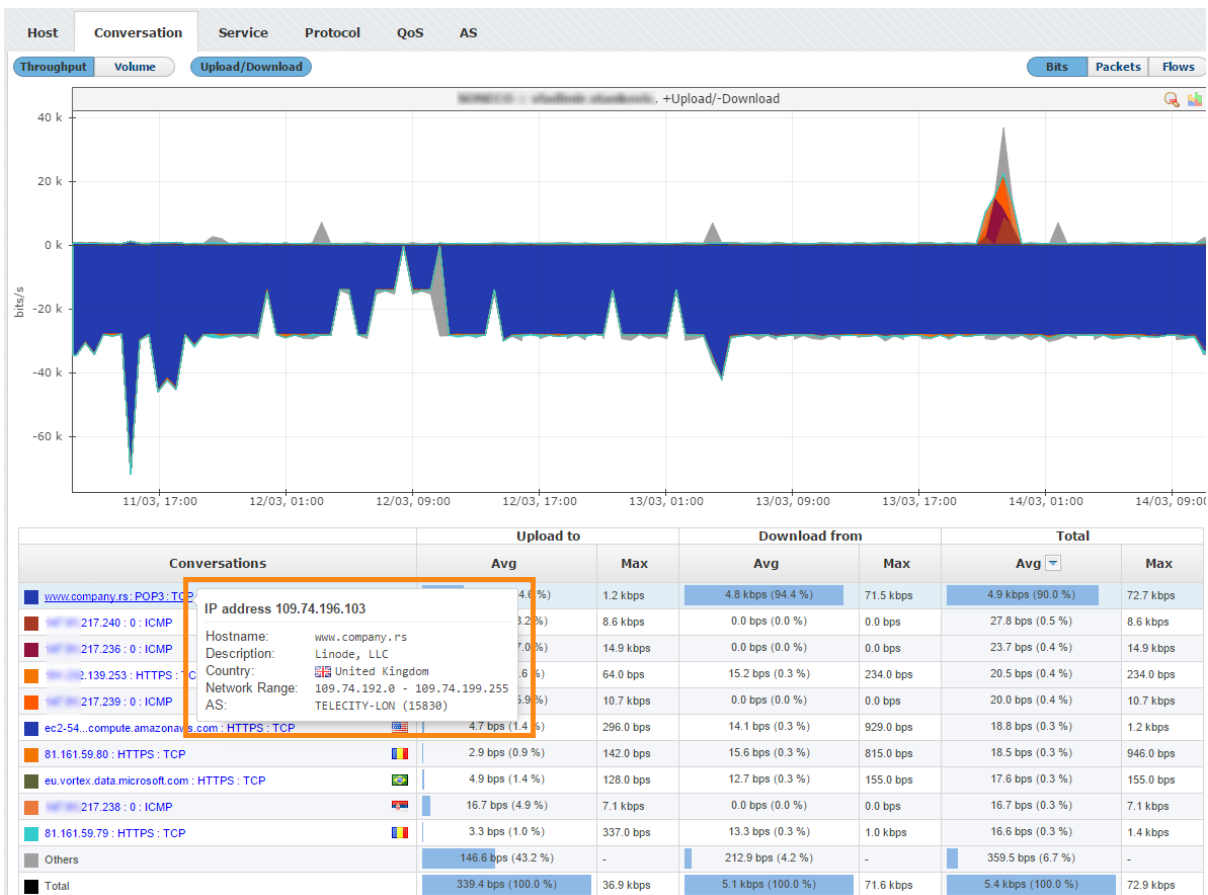 Host Conversation Service Protocol QoS AS
Throughput Volume Upload/Download Bits Packets Flows
+Upload/-Download
40 k
20 k
0 k
-20 k
-40 k
-60 k
bits/s
11/03, 17:00 12/03, 01:00 12/03, 09:00 12/03, 17:00 13/03, 01:00 13/03, 09:00 13/03, 17:00 14/03, 01:00 14/03, 09:00
Upload to Download from Total
Conversations Avg Max Avg Max Avg Max
www.company.rs : POP3 : TCP 1.2 kbps 4.8 kbps (94.4 %) 71.5 kbps 4.9 kbps (90.0 %) 72.7 kbps
217.240 : 0 : ICMP 8.6 kbps 0.0 bps (0.0 %) 0.0 bps 27.8 bps (0.5 %) 8.6 kbps
217.236 : 0 : ICMP 14.9 kbps 0.0 bps (0.0 %) 0.0 bps 23.7 bps (0.4 %) 14.9 kbps
2.139.253 : HTTPS : TC 64.0 bps 15.2 bps (0.3 %) 234.0 bps 20.5 bps (0.4 %) 234.0 bps
217.239 : 0 : ICMP 10.7 kbps 0.0 bps (0.0 %) 0.0 bps 20.0 bps (0.4 %) 10.7 kbps
IP address 109.74.196.103
Hostname: www.company.rs
Description: Linode, LLC
Country: United Kingdom
Network Range: 109.74.192.0 - 109.74.199.255
AS: TELECITY-LON (15830)
ec2-54...compute.amazonaws.com : HTTPS : TCP 4.7 bps (1.4 %) 296.0 bps 14.1 bps (0.3 %) 929.0 bps 18.8 bps (0.3 %) 1.2 kbps
81.161.59.80 : HTTPS : TCP 2.9 bps (0.9 %) 142.0 bps 15.6 bps (0.3 %) 815.0 bps 18.5 bps (0.3 %) 946.0 bps
eu.vortex.data.microsoft.com : HTTPS : TCP 4.9 bps (1.4 %) 128.0 bps 12.7 bps (0.3 %) 155.0 bps 17.6 bps (0.3 %) 155.0 bps
217.238 : 0 : ICMP 16.7 bps (4.9 %) 7.1 kbps 0.0 bps (0.0 %) 0.0 bps 16.7 bps (0.3 %) 7.1 kbps
81.161.59.79 : HTTPS : TCP 3.3 bps (1.0 %) 337.0 bps 13.3 bps (0.3 %) 1.0 kbps 16.6 bps (0.3 %) 1.4 kbps
Others 146.6 bps (43.2 %) - 212.9 bps (4.2 %) - 359.5 bps (6.7 %) -
Total 339.4 bps (100.0 %) 36.9 kbps 5.1 kbps (100.0 %) 71.6 kbps 5.4 kbps (100.0 %) 72.9 kbps